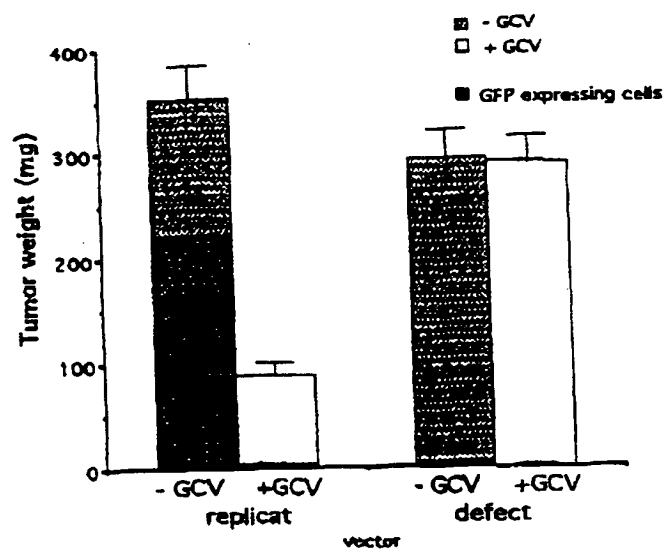 - GCV
+ GCV
GFP expressing cells
Tumor weight (mg)
400
300
200
100
0
- GCV +GCV - GCV +GCV
replicat defect
vector